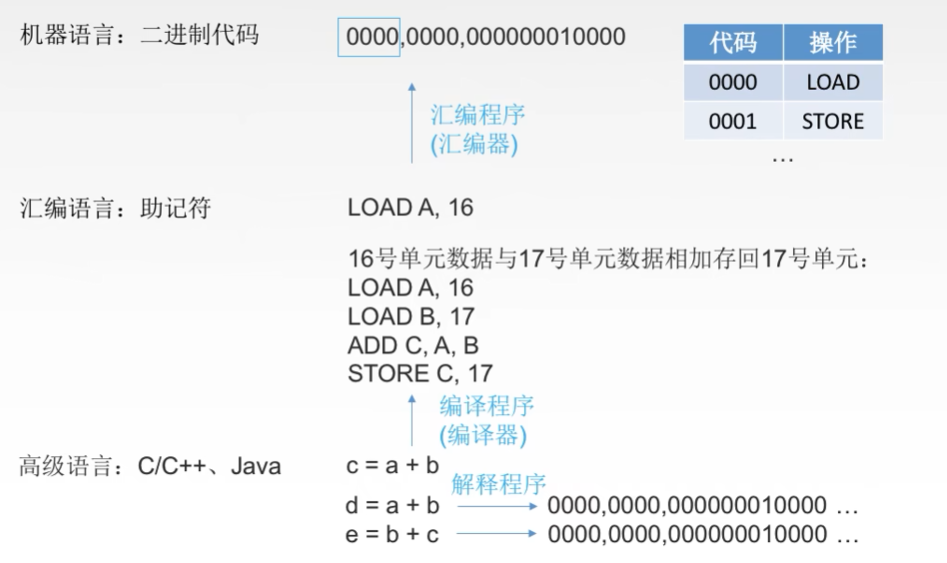 机器语言：二进制代码
0000,0000,000000010000
代码 操作
0000 LOAD
0001 STORE
…
汇编程序
(汇编器)
汇编语言：助记符
LOAD A, 16
16号单元数据与17号单元数据相加存回17号单元：
LOAD A, 16
LOAD B, 17
ADD C, A, B
STORE C, 17
编译程序
(编译器)
高级语言：C/C++、Java
c = a + b
解释程序
d = a + b 0000,0000,000000010000 …
e = b + c 0000,0000,000000010000 …